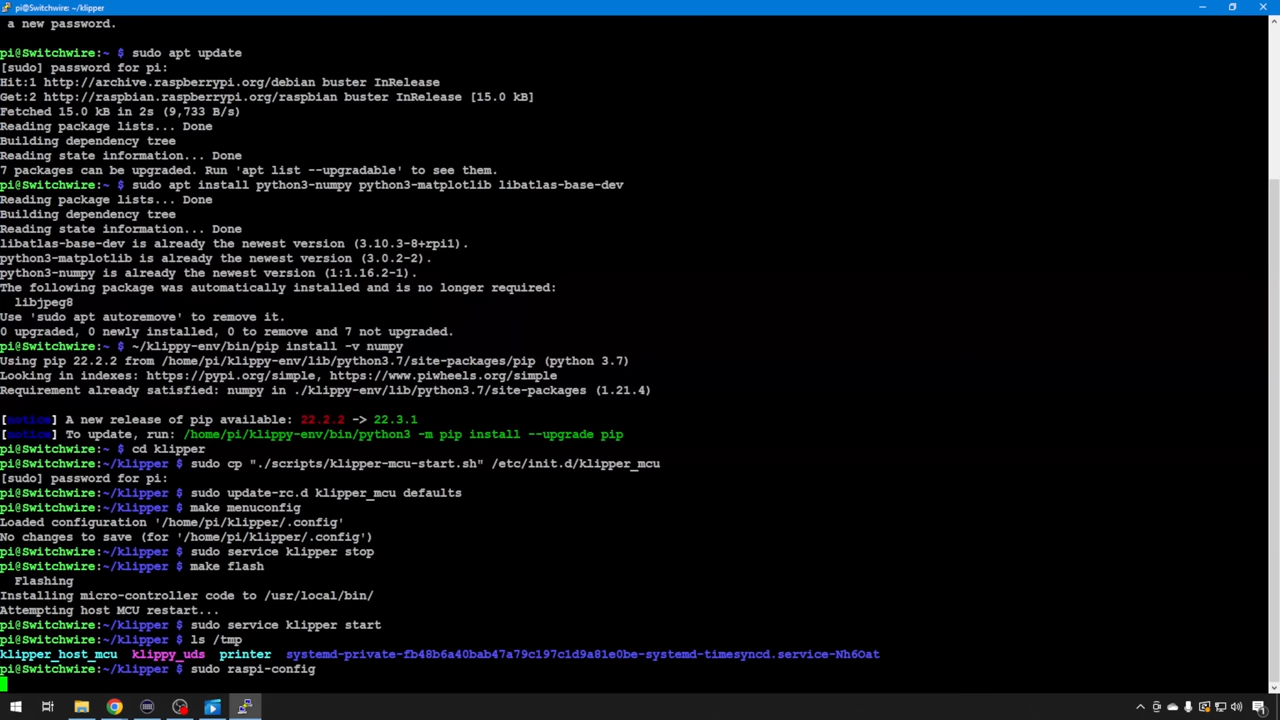 pi@Switchwire: ~/klipper
a new password.
pi@Switchwire:~ $ sudo apt update
[sudo] password for pi:
Hit:1 http://archive.raspberrypi.org/debian buster InRelease
Get:2 http://raspbian.raspberrypi.org/raspbian buster InRelease [15.0 kB]
Fetched 15.0 kB in 2s (9,733 B/s)
Reading package lists... Done
Building dependency tree
Reading state information... Done
7 packages can be upgraded. Run 'apt list --upgradable' to see them.
pi@Switchwire:~ $ sudo apt install python3-numpy python3-matplotlib libatlas-base-dev
Reading package lists... Done
Building dependency tree
Reading state information... Done
libatlas-base-dev is already the newest version (3.10.3-8+rpi1).
python3-matplotlib is already the newest version (3.0.2-2).
python3-numpy is already the newest version (1:1.16.2-1).
The following package was automatically installed and is no longer required:
libjpeg8
Use 'sudo apt autoremove' to remove it.
0 upgraded, 0 newly installed, 0 to remove and 7 not upgraded.
pi@Switchwire:~ $ ~/klippy-env/bin/pip install -v numpy
Using pip 22.2.2 from /home/pi/klippy-env/lib/python3.7/site-packages/pip (python 3.7)
Looking in indexes: https://pypi.org/simple, https://www.piwheels.org/simple
Requirement already satisfied: numpy in ./klippy-env/lib/python3.7/site-packages (1.21.4)
[notice] A new release of pip available: 22.2.2 -> 22.3.1
[notice] To update, run: /home/pi/klippy-env/bin/python3 -m pip install --upgrade pip
pi@Switchwire:~ $ cd klipper
pi@Switchwire:~/klipper $ sudo cp "./scripts/klipper-mcu-start.sh" /etc/init.d/klipper_mcu
[sudo] password for pi:
pi@Switchwire:~/klipper $ sudo update-rc.d klipper_mcu defaults
pi@Switchwire:~/klipper $ make menuconfig
Loaded configuration '/home/pi/klipper/.config'
No changes to save (for '/home/pi/klipper/.config')
pi@Switchwire:~/klipper $ sudo service klipper stop
pi@Switchwire:~/klipper $ make flash
Flashing
Installing micro-controller code to /usr/local/bin/
Attempting host MCU restart...
pi@Switchwire:~/klipper $ sudo service klipper start
pi@Switchwire:~/klipper $ ls /tmp
klipper_host_mcu klippy_uds printer systemd-private-fb48b6a40bab47a79c197c1d9a81e0be-systemd-timesyncd.service-Nh6Oat
pi@Switchwire:~/klipper $ sudo raspi-config